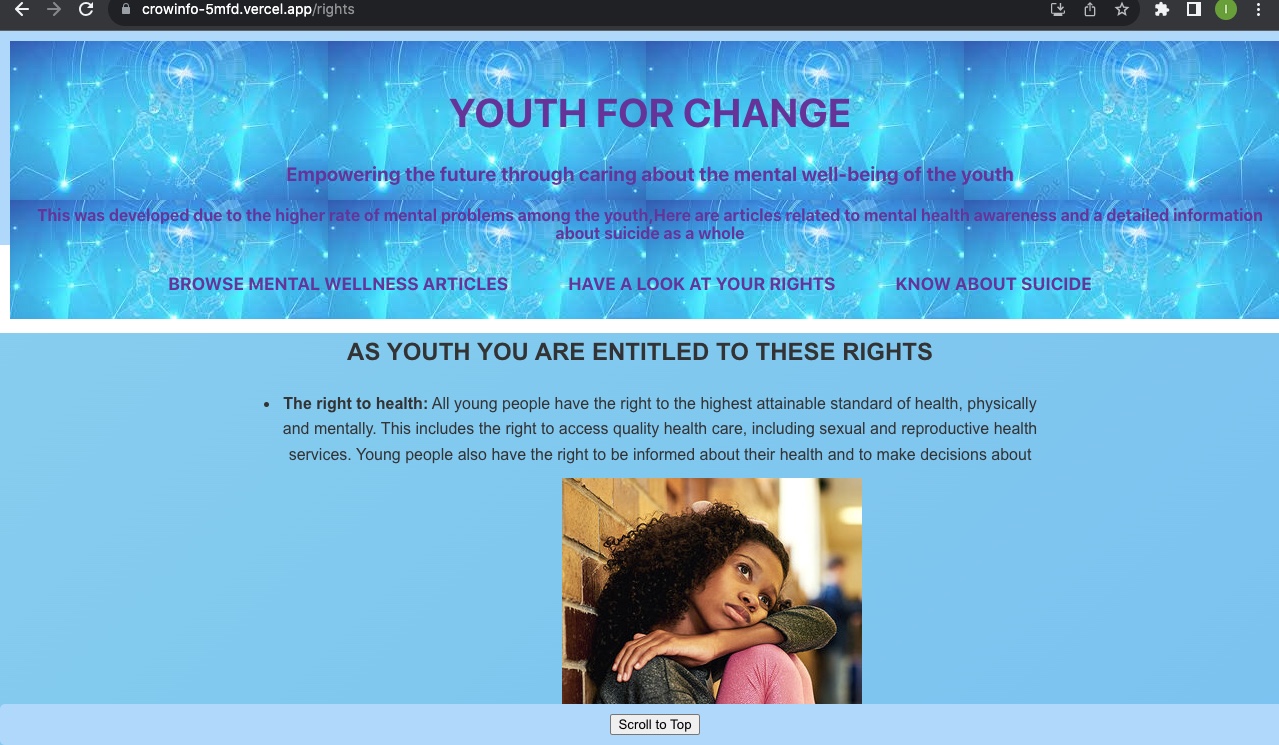 crowinfo-5mfd.vercel.app/rights
I
YOUTH FOR CHANGE
Empowering the future through caring about the mental well-being of the youth
This was developed due to the higher rate of mental problems among the youth,Here are articles related to mental health awareness and a detailed information
about suicide as a whole
BROWSE MENTAL WELLNESS ARTICLES HAVE A LOOK AT YOUR RIGHTS KNOW ABOUT SUICIDE
AS YOUTH YOU ARE ENTITLED TO THESE RIGHTS
• The right to health: All young people have the right to the highest attainable standard of health, physically
and mentally. This includes the right to access quality health care, including sexual and reproductive health
services. Young people also have the right to be informed about their health and to make decisions about
Scroll to Top